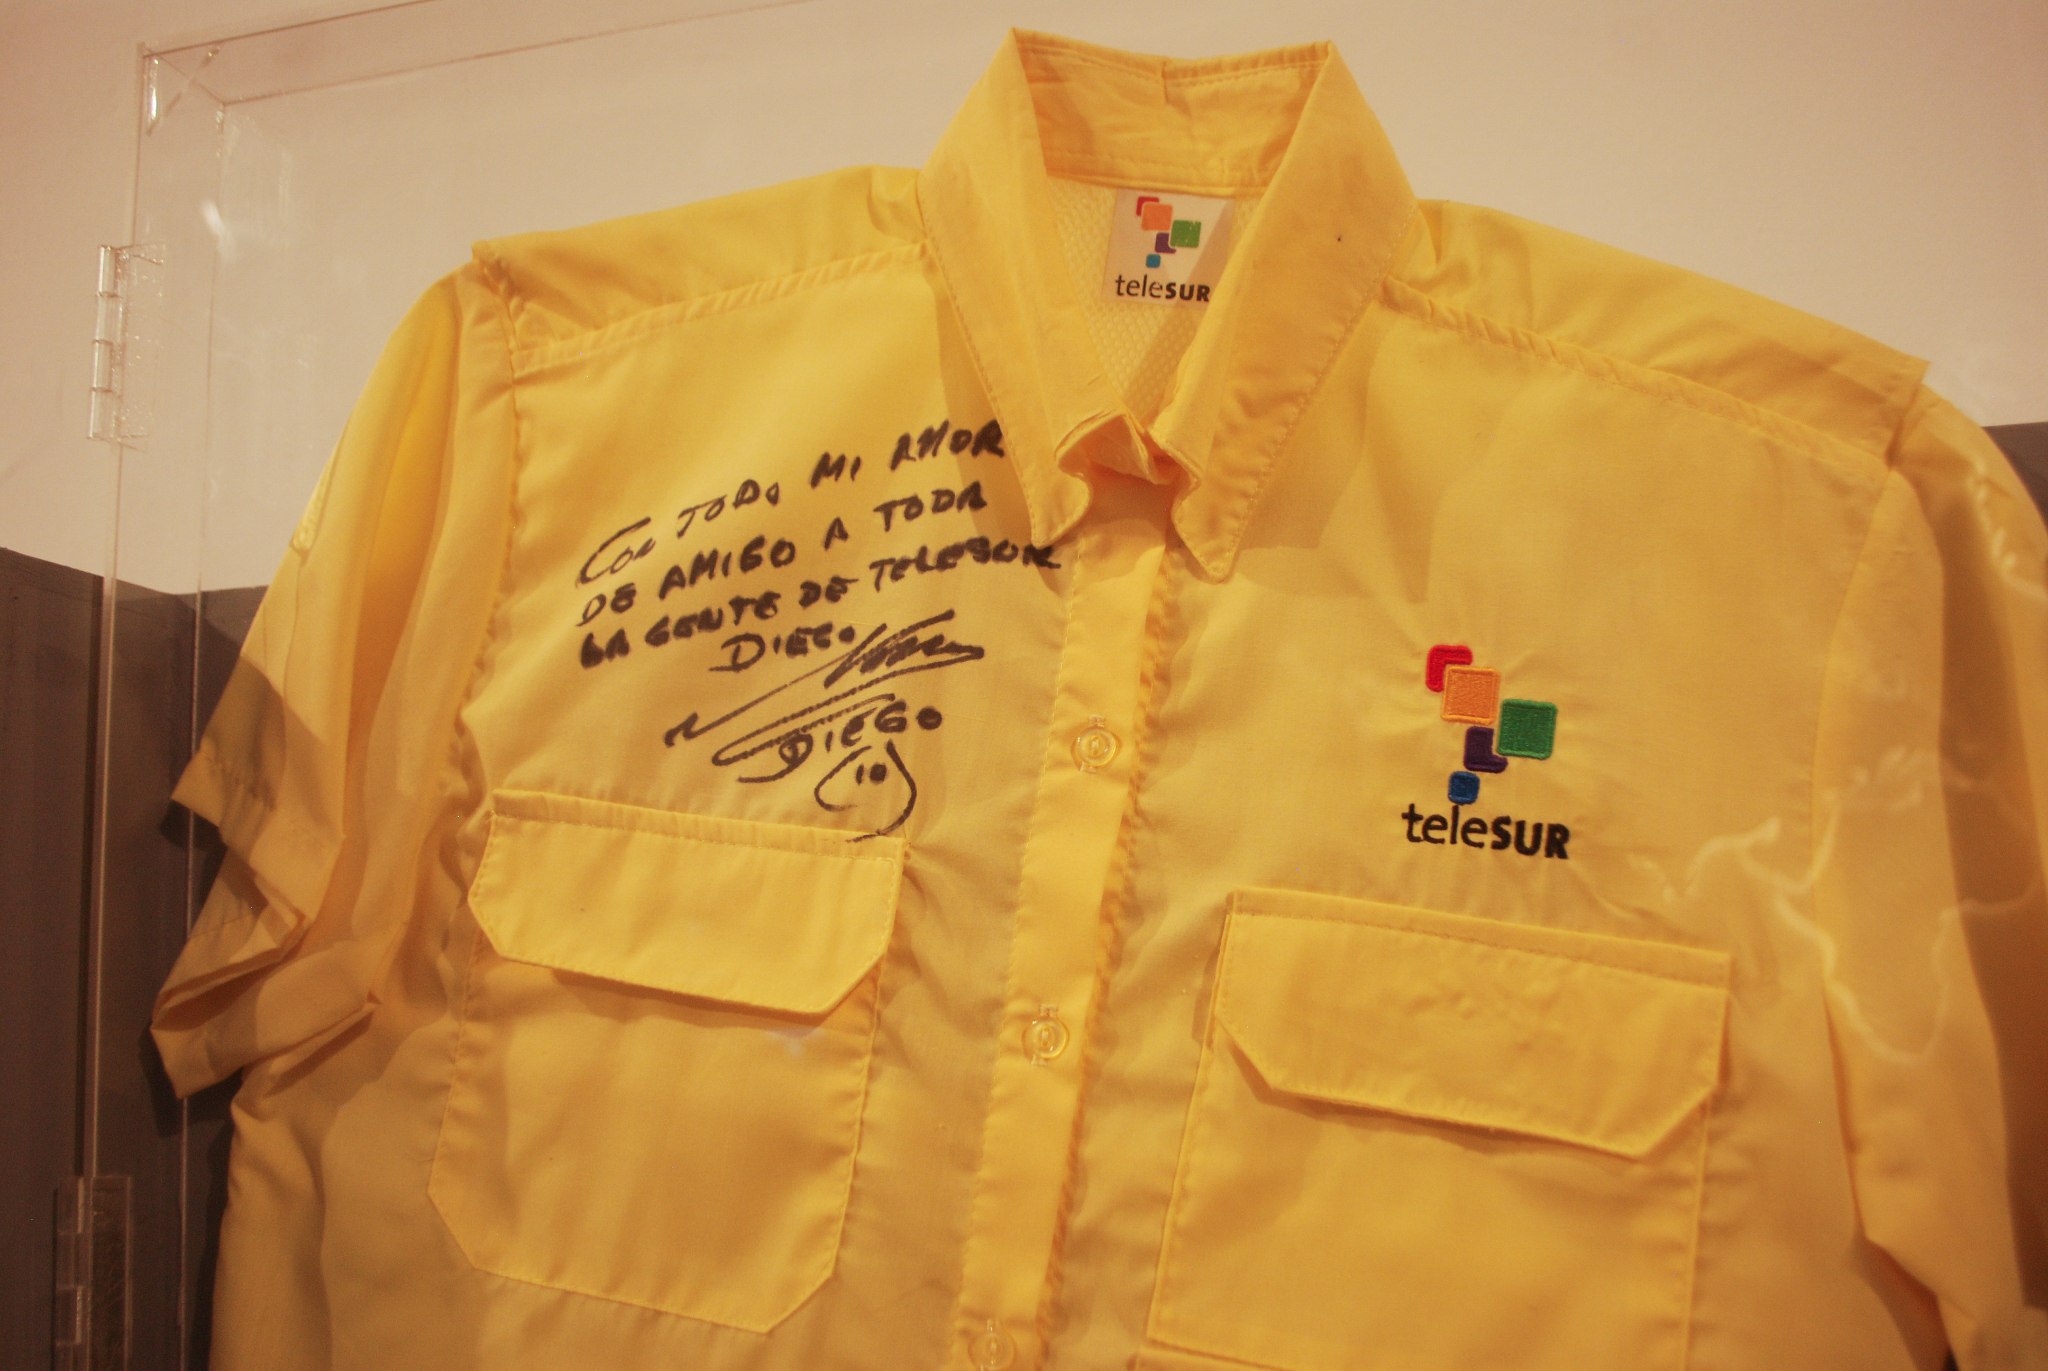 teleSUR
Con TODO MI AMOR
DE AMIGO A TODA
LA GENTE DE TELESUR
DIEGO
DIEGO
10
teleSUR